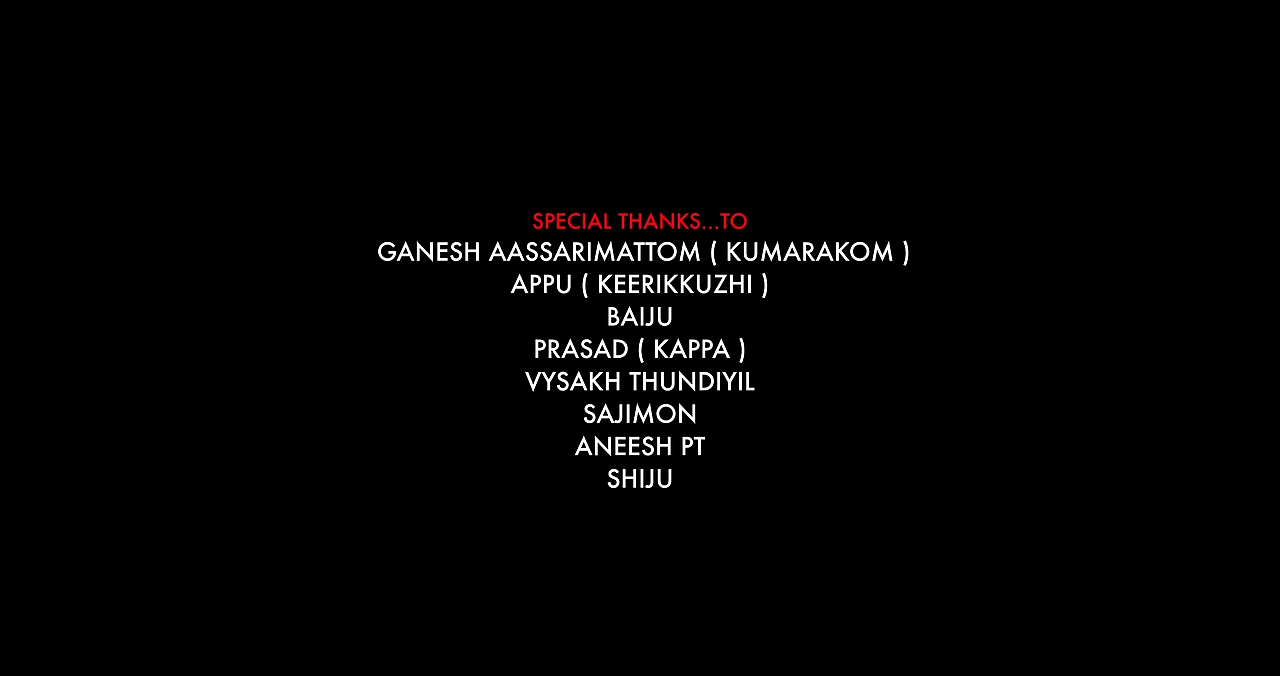 SPECIAL THANKS...TO
GANESH AASSARIMATTOM ( KUMARAKOM )
APPU ( KEERIKKUZHI )
BAIJU
PRASAD ( KAPPA )
VYSAKH THUNDIYIL
SAJIMON
ANEESH PT
SHIJU